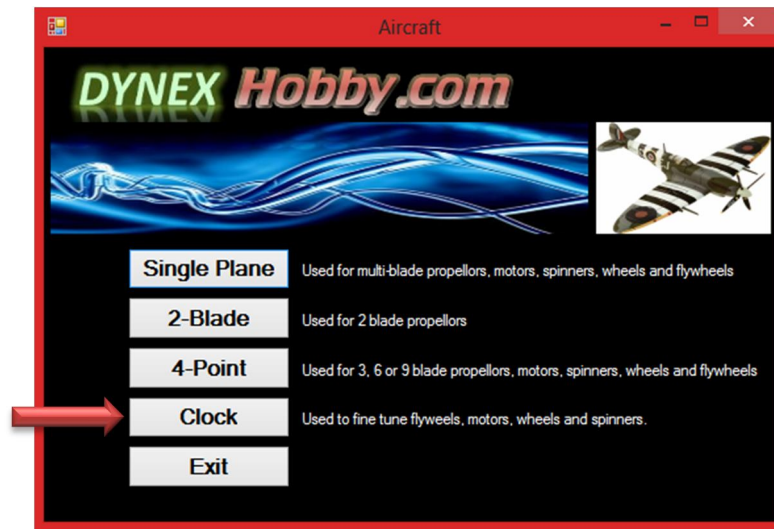 Aircraft
DYNEX Hobby.com
Single Plane Used for multi-blade propellors, motors, spinners, wheels and flywheels
2-Blade Used for 2 blade propellors
4-Point Used for 3, 6 or 9 blade propellors, motors, spinners, wheels and flywheels
Clock Used to fine tune flyweels, motors, wheels and spinners.
Exit